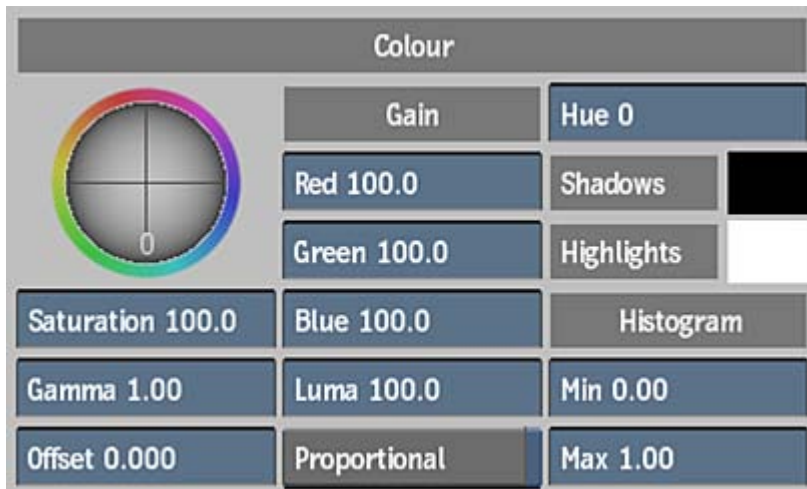 Colour
Gain
Hue 0
Red 100.0
Shadows
0
Green 100.0
Highlights
Saturation 100.0
Blue 100.0
Histogram
Gamma 1.00
Luma 100.0
Min 0.00
Offset 0.000
Proportional
Max 1.00